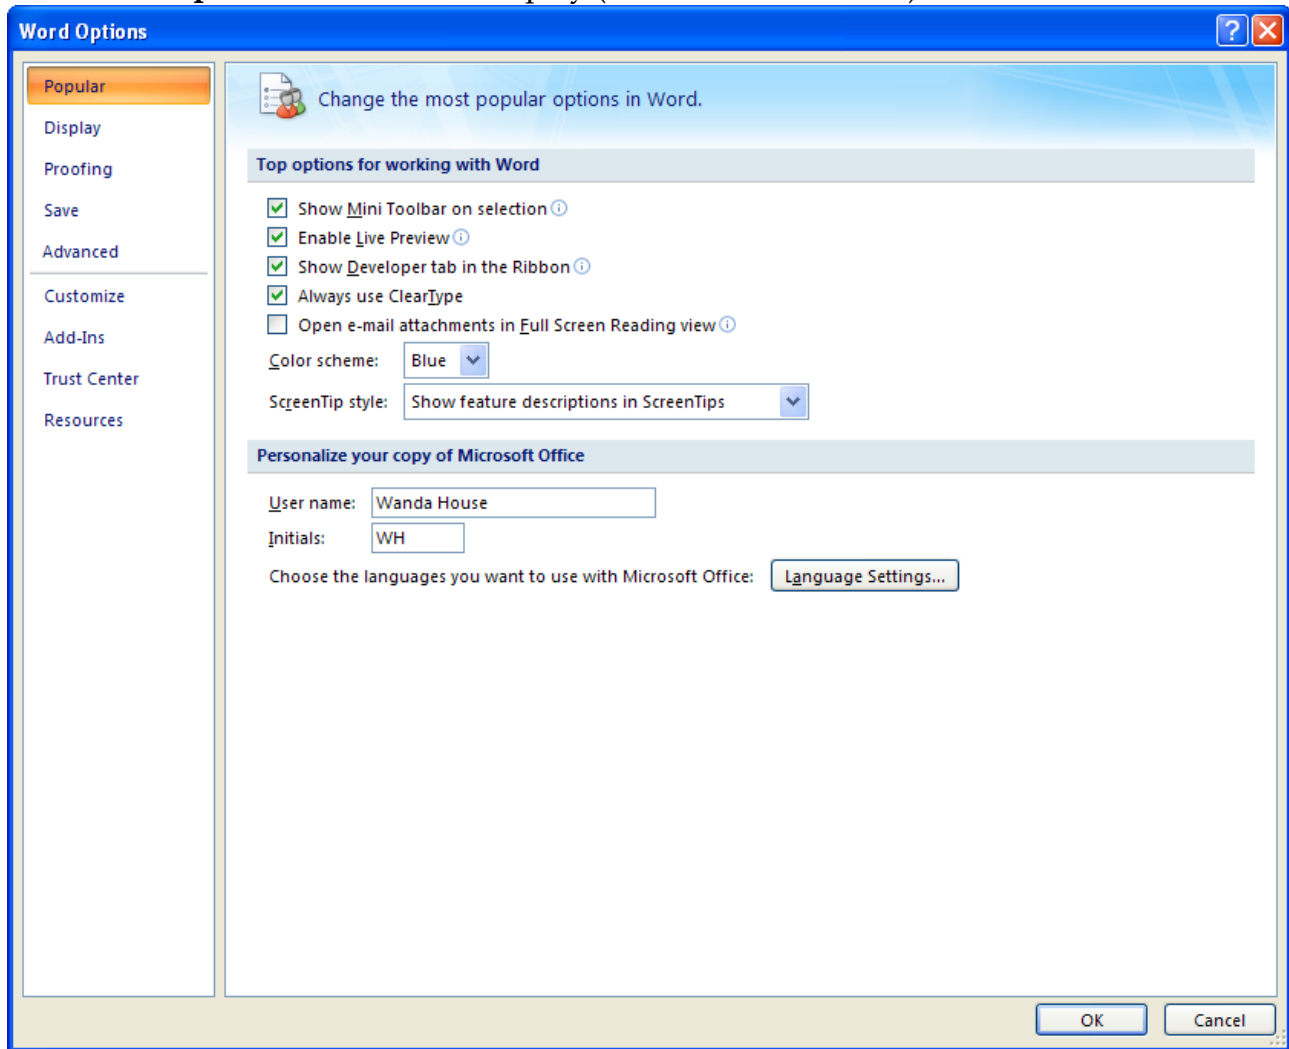 Word Options
Popular
Display
Proofing
Save
Advanced
Customize
Add-Ins
Trust Center
Resources
Change the most popular options in Word.
Top options for working with Word
Show Mini Toolbar on selection
Enable Live Preview
Show Developer tab in the Ribbon
Always use ClearType
Open e-mail attachments in Full Screen Reading view
Color scheme: Blue
ScreenTip style: Show feature descriptions in ScreenTips
Personalize your copy of Microsoft Office
User name: Wanda House
Initials: WH
Choose the languages you want to use with Microsoft Office: Language Settings...
OK Cancel